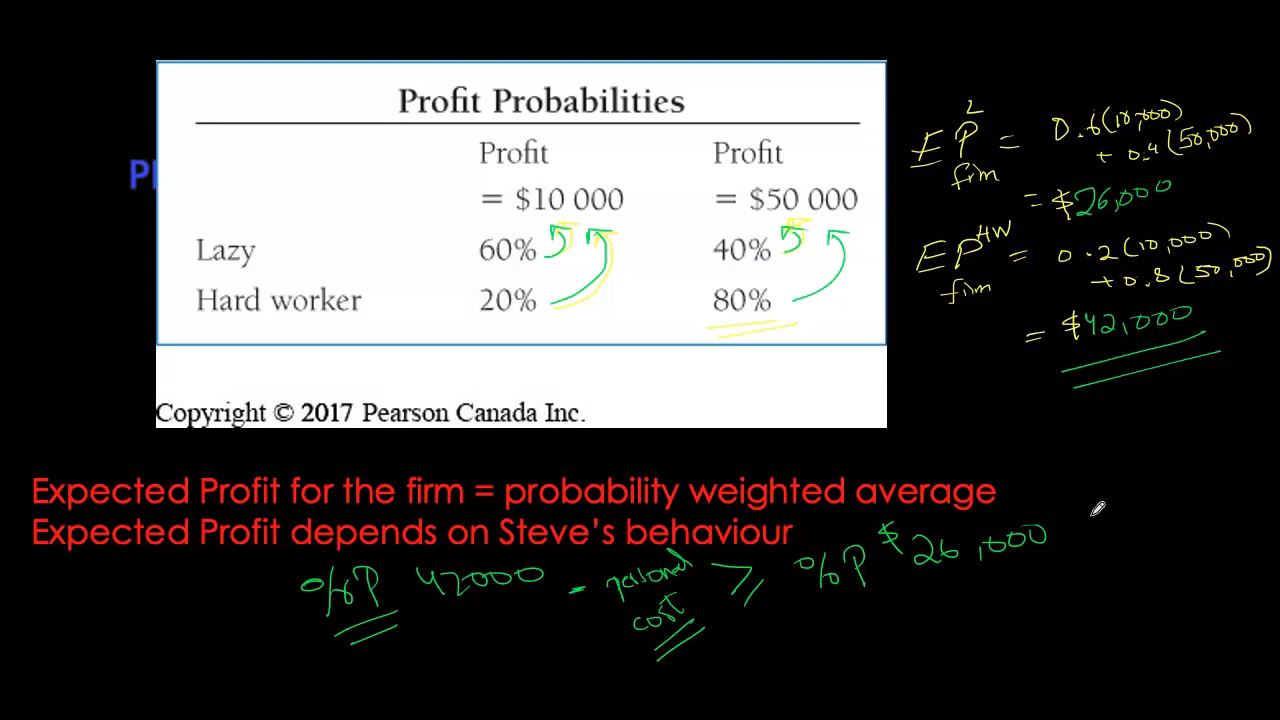 Profit Probabilities
Profit Profit
= $10 000 = $50 000
Lazy 60% 40%
Hard worker 20% 80%
Copyright © 2017 Pearson Canada Inc.
P
E P^L firm = 0.6(10,000)
+ 0.4(50,000)
= $26,000
E P^HW firm = 0.2(10,000)
+ 0.8(50,000)
= $42,000
Expected Profit for the firm = probability weighted average
Expected Profit depends on Steve's behaviour
%P 42000 - personal cost ≥ %P $26,000